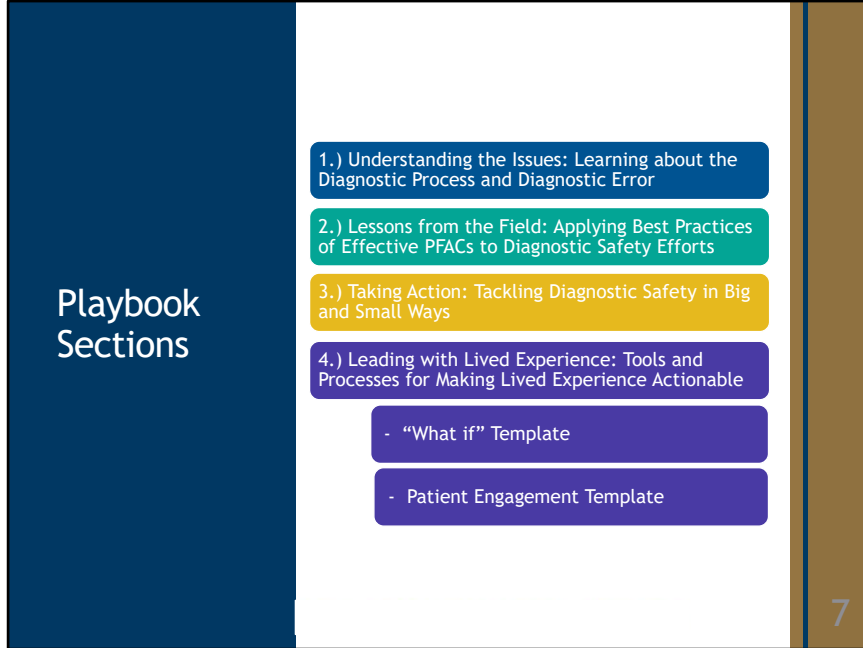 Playbook
Sections
1.) Understanding the Issues: Learning about the
Diagnostic Process and Diagnostic Error
2.) Lessons from the Field: Applying Best Practices
of Effective PFACs to Diagnostic Safety Efforts
3.) Taking Action: Tackling Diagnostic Safety in Big
and Small Ways
4.) Leading with Lived Experience: Tools and
Processes for Making Lived Experience Actionable
- “What if” Template
- Patient Engagement Template
7